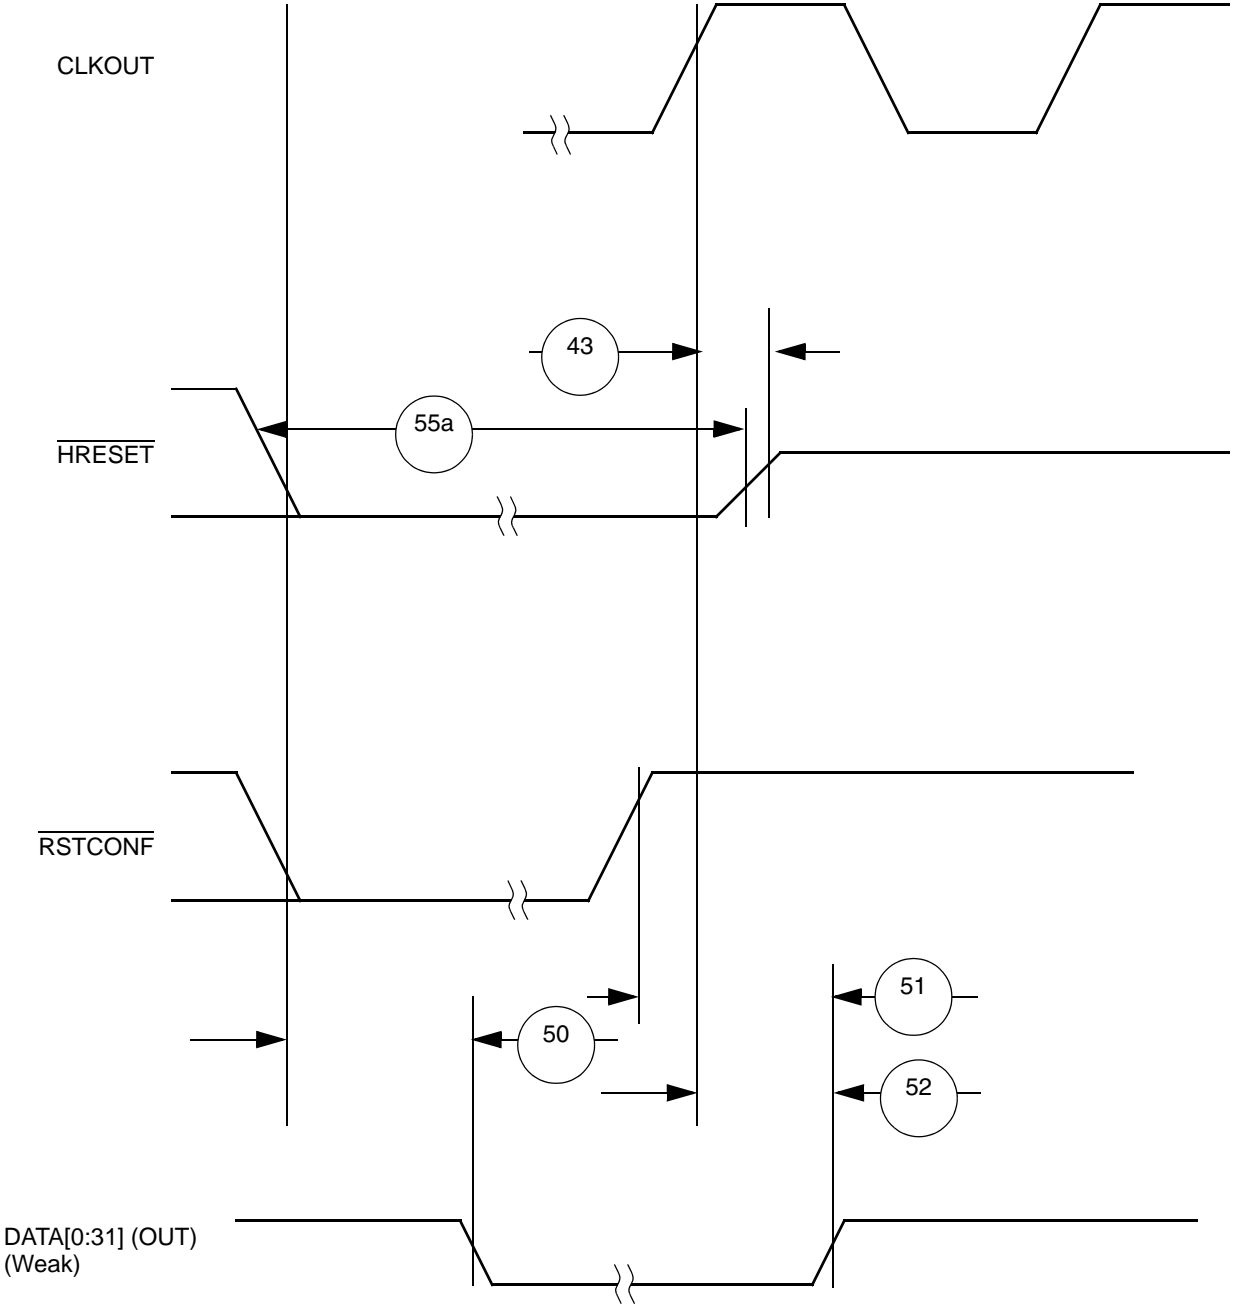 CLKOUT
43
55a
HRESET
RSTCONF
51
50
52
DATA[0:31] (OUT)
(Weak)